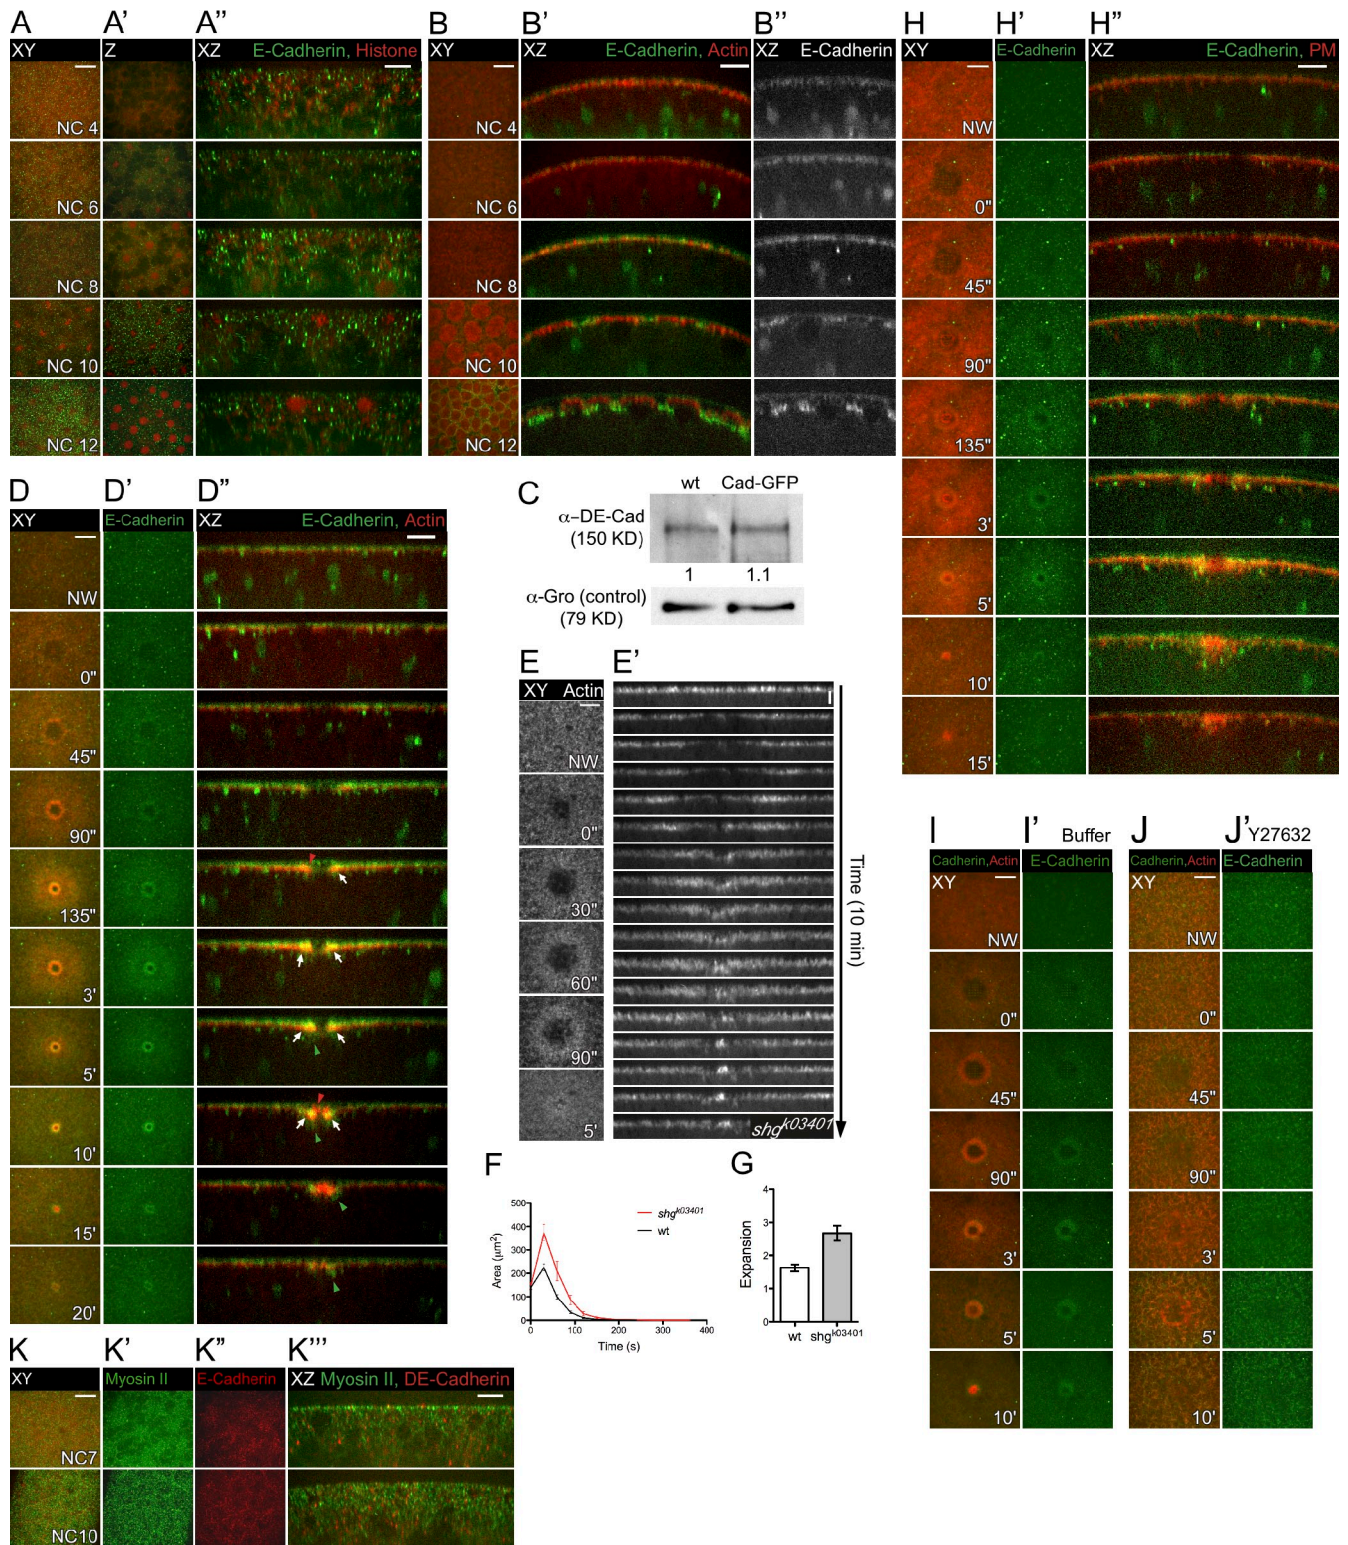 A A’ A’’ B B’ B’’ H H’ H’’
XY Z XZ E-Cadherin, Histone XY XZ E-Cadherin, Actin XZ E-Cadherin XY E-Cadherin XZ E-Cadherin, PM
NC 4 NC 4 NW
NC 6 NC 6 0"
NC 8 NC 8 45"
NC 10 NC 10 90"
NC 12 NC 12 135"
3'
5'
10'
15'
D D’ D’’
XY E-Cadherin XZ E-Cadherin, Actin
NW
0"
45"
90"
135"
3'
5'
10'
15'
20'
C
wt Cad-GFP
α–DE-Cad
(150 KD)
1 1.1
α-Gro (control)
(79 KD)
E E’
XY Actin
NW
0"
30"
60"
90"
5'
Time (10 min)
shgk03401
F G
500
400
300
200
100
0
Area (µm2)
shgk03401
wt
0 100 200 300 400
Time (s)
4
3
2
1
0
Expansion
wt shgk03401
I I’ Buffer J J’ Y27632
Cadherin,Actin E-Cadherin Cadherin,Actin E-Cadherin
XY XY
NW NW
0" 0"
45" 45"
90" 90"
3' 3'
5' 5'
10' 10'
K K’ K’’ K’’’
XY Myosin II E-Cadherin XZ Myosin II, DE-Cadherin
NC7
NC10